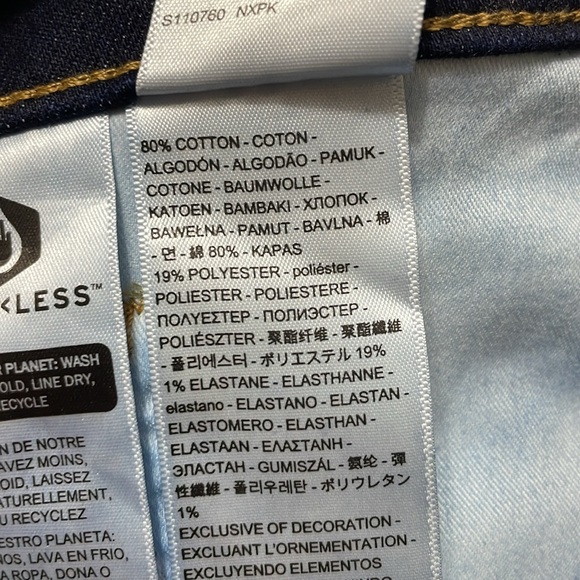 S110760 NXPK
80% COTTON - COTON -
ALGODÓN - ALGODÃO - PAMUK -
COTONE - BAUMWOLLE -
KATOEN - BAMBAKI - ХЛОПОК -
BAWEŁNA - PAMUT - BAVLNA - 棉
- 면 - 綿 80% - KAPAS
19% POLYESTER - poliéster -
POLIESTER - POLIESTERE -
ΠΟΛΥΕΣΤΕΡ - ПОЛИЭСТЕР -
POLIÉSZTER - 聚酯纤维 - 聚酯纖維
- 폴리에스터 - ポリエステル 19%
1% ELASTANE - ELASTHANNE -
elastano - ELASTANO - ELASTAN -
ELASTOMERO - ELASTHAN -
ELASTAAN - ΕΛΑΣΤΑΝΗ -
ЭЛАСТАН - GUMISZÁL - 氨纶 - 彈
性纖維 - 폴리우레탄 - ポリウレタン
1%
EXCLUSIVE OF DECORATION -
EXCLUANT L'ORNEMENTATION -
EXCLUYENDO ELEMENTOS
<LESS™
PLANET: WASH
OLD, LINE DRY,
ECYCLE
N DE NOTRE
AVEZ MOINS,
OID, LAISSEZ
ATURELLEMENT,
U RECYCLEZ
ESTRO PLANETA:
NOS, LAVA EN FRIO,
A ROPA, DONA O